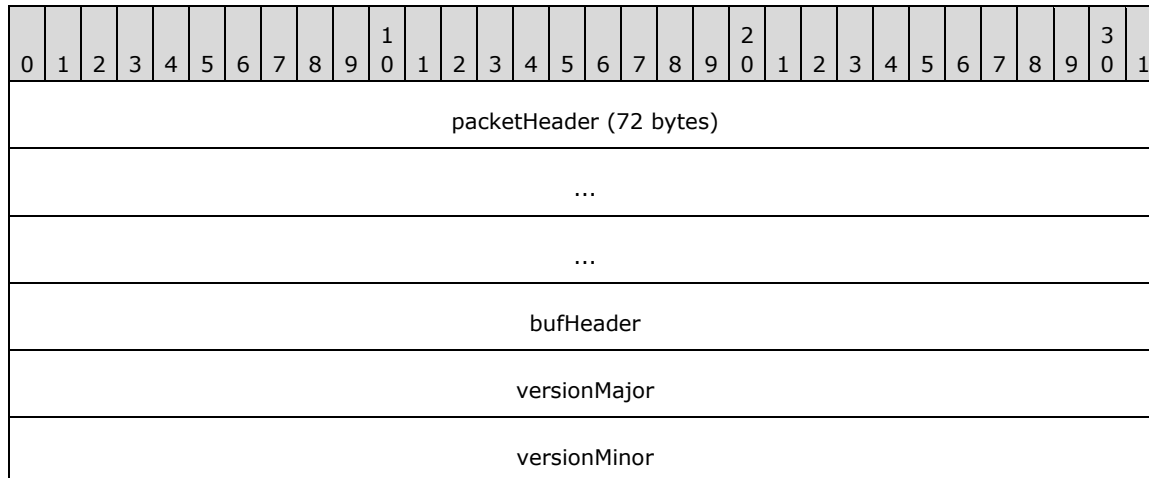 1 2 3
0 1 2 3 4 5 6 7 8 9 0 1 2 3 4 5 6 7 8 9 0 1 2 3 4 5 6 7 8 9 0 1
packetHeader (72 bytes)
...
...
bufHeader
versionMajor
versionMinor